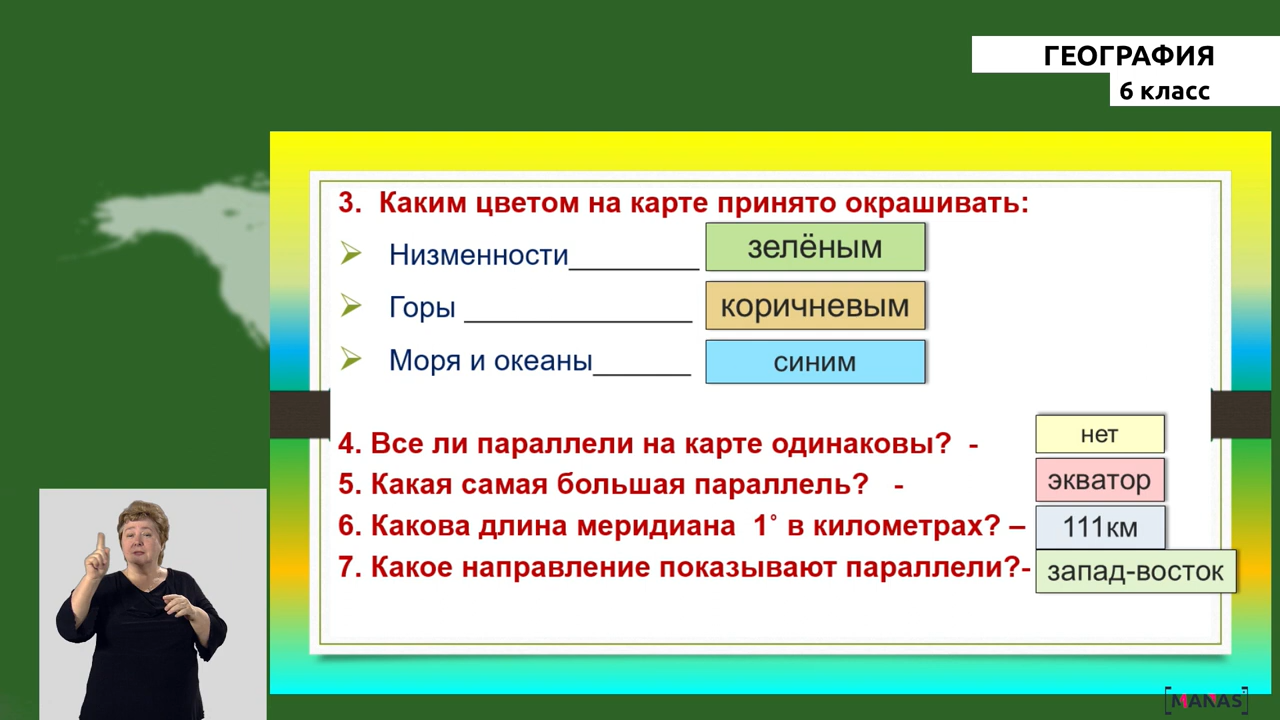 ГЕОГРАФИЯ
6 класс
3. Каким цветом на карте принято окрашивать:
Низменности_________ зелёным
Горы ______________ коричневым
Моря и океаны______ синим
4. Все ли параллели на карте одинаковы? - нет
5. Какая самая большая параллель? - экватор
6. Какова длина меридиана 1˚ в километрах? – 111км
7. Какое направление показывают параллели?- запад-восток
[MANAS]